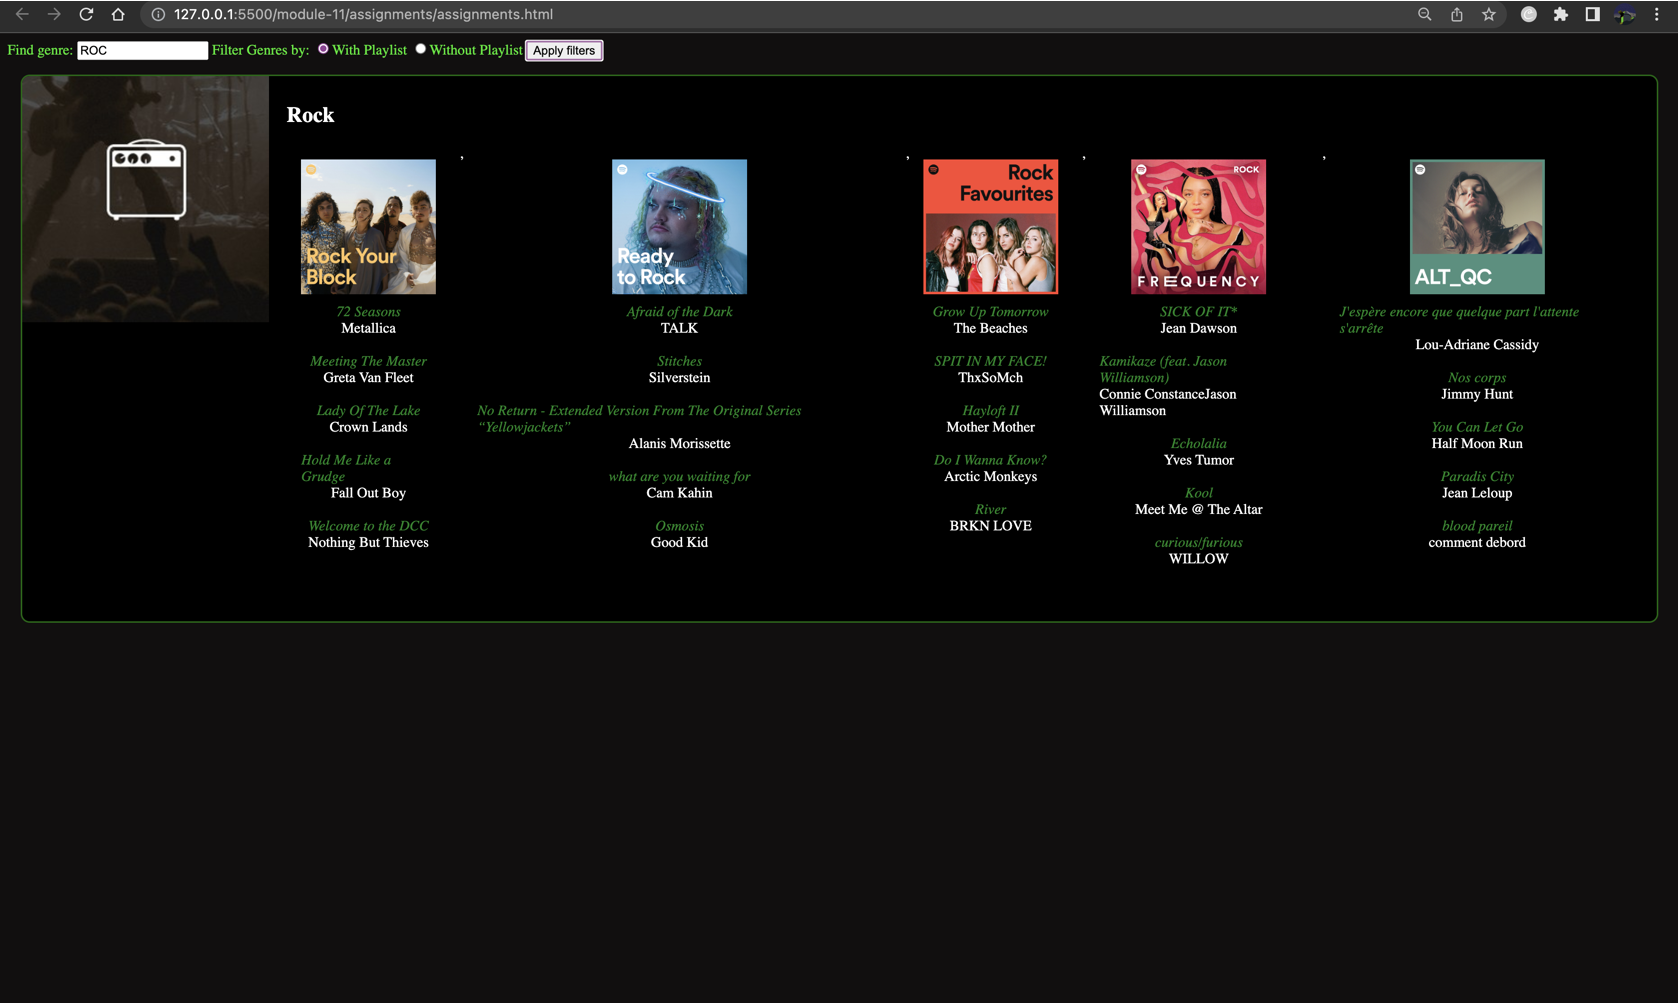 127.0.0.1:5500/module-11/assignments/assignments.html
Find genre: ROC Filter Genres by: With Playlist Without Playlist Apply filters
Rock
, , , ,
Rock Your
Block
72 Seasons
Metallica
Meeting The Master
Greta Van Fleet
Lady Of The Lake
Crown Lands
Hold Me Like a
Grudge
Fall Out Boy
Welcome to the DCC
Nothing But Thieves
Ready
to Rock
Afraid of the Dark
TALK
Stitches
Silverstein
No Return - Extended Version From The Original Series
“Yellowjackets”
Alanis Morissette
what are you waiting for
Cam Kahin
Osmosis
Good Kid
Rock
Favourites
Grow Up Tomorrow
The Beaches
SPIT IN MY FACE!
ThxSoMch
Hayloft II
Mother Mother
Do I Wanna Know?
Arctic Monkeys
River
BRKN LOVE
ROCK
FREQUENCY
SICK OF IT*
Jean Dawson
Kamikaze (feat. Jason
Williamson)
Connie ConstanceJason
Williamson
Echolalia
Yves Tumor
Kool
Meet Me @ The Altar
curious/furious
WILLOW
ALT_QC
J'espère encore que quelque part l'attente
s'arrête
Lou-Adriane Cassidy
Nos corps
Jimmy Hunt
You Can Let Go
Half Moon Run
Paradis City
Jean Leloup
blood pareil
comment debord